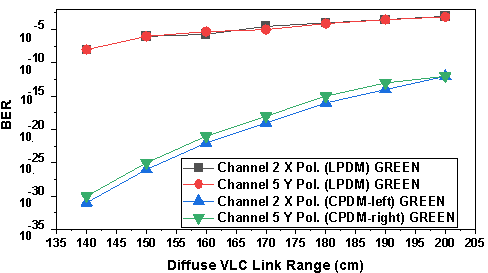 10^-5
10^-10
10^-15
10^-20
10^-25
10^-30
10^-35
BER
Channel 2 X Pol. (LPDM) GREEN
Channel 5 Y Pol. (LPDM) GREEN
Channel 2 X Pol. (CPDM-left) GREEN
Channel 5 Y Pol. (CPDM-right) GREEN
135 140 145 150 155 160 165 170 175 180 185 190 195 200 205
Diffuse VLC Link Range (cm)